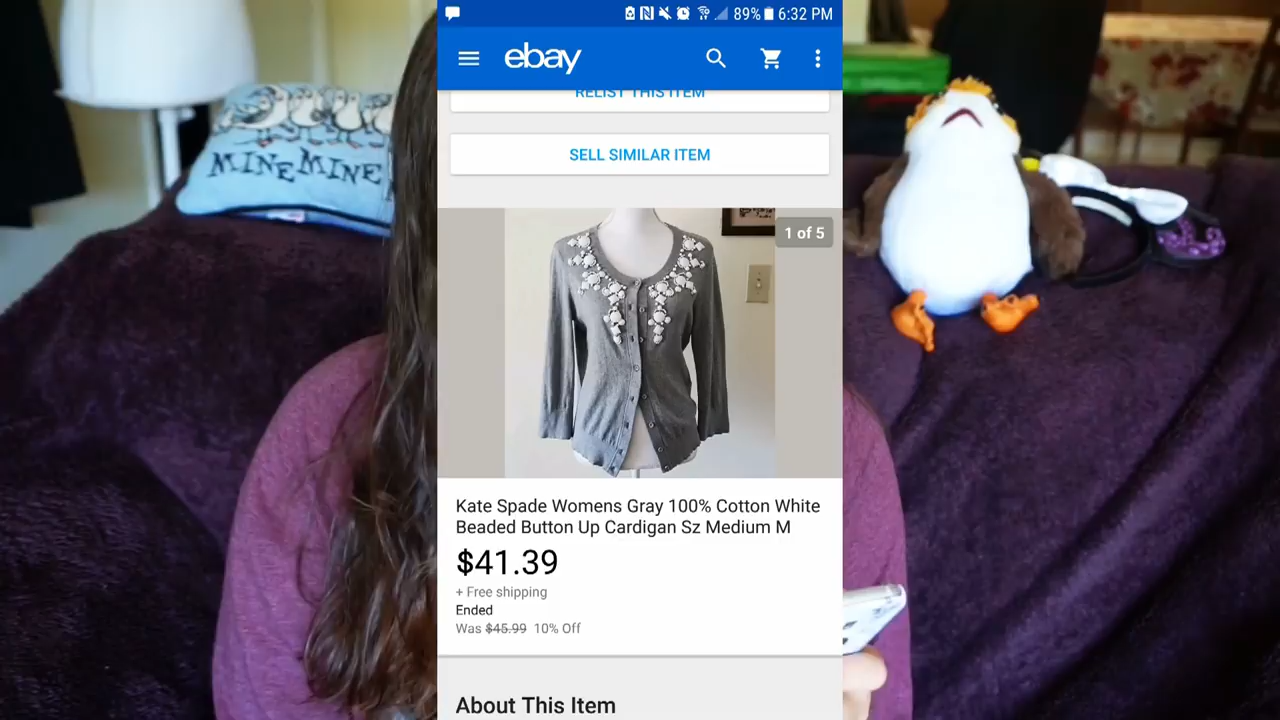 89% 6:32 PM
ebay
RELIST THIS ITEM
SELL SIMILAR ITEM
MINE MINE
1 of 5
Kate Spade Womens Gray 100% Cotton White
Beaded Button Up Cardigan Sz Medium M
$41.39
+ Free shipping
Ended
Was $45.99 10% Off
About This Item